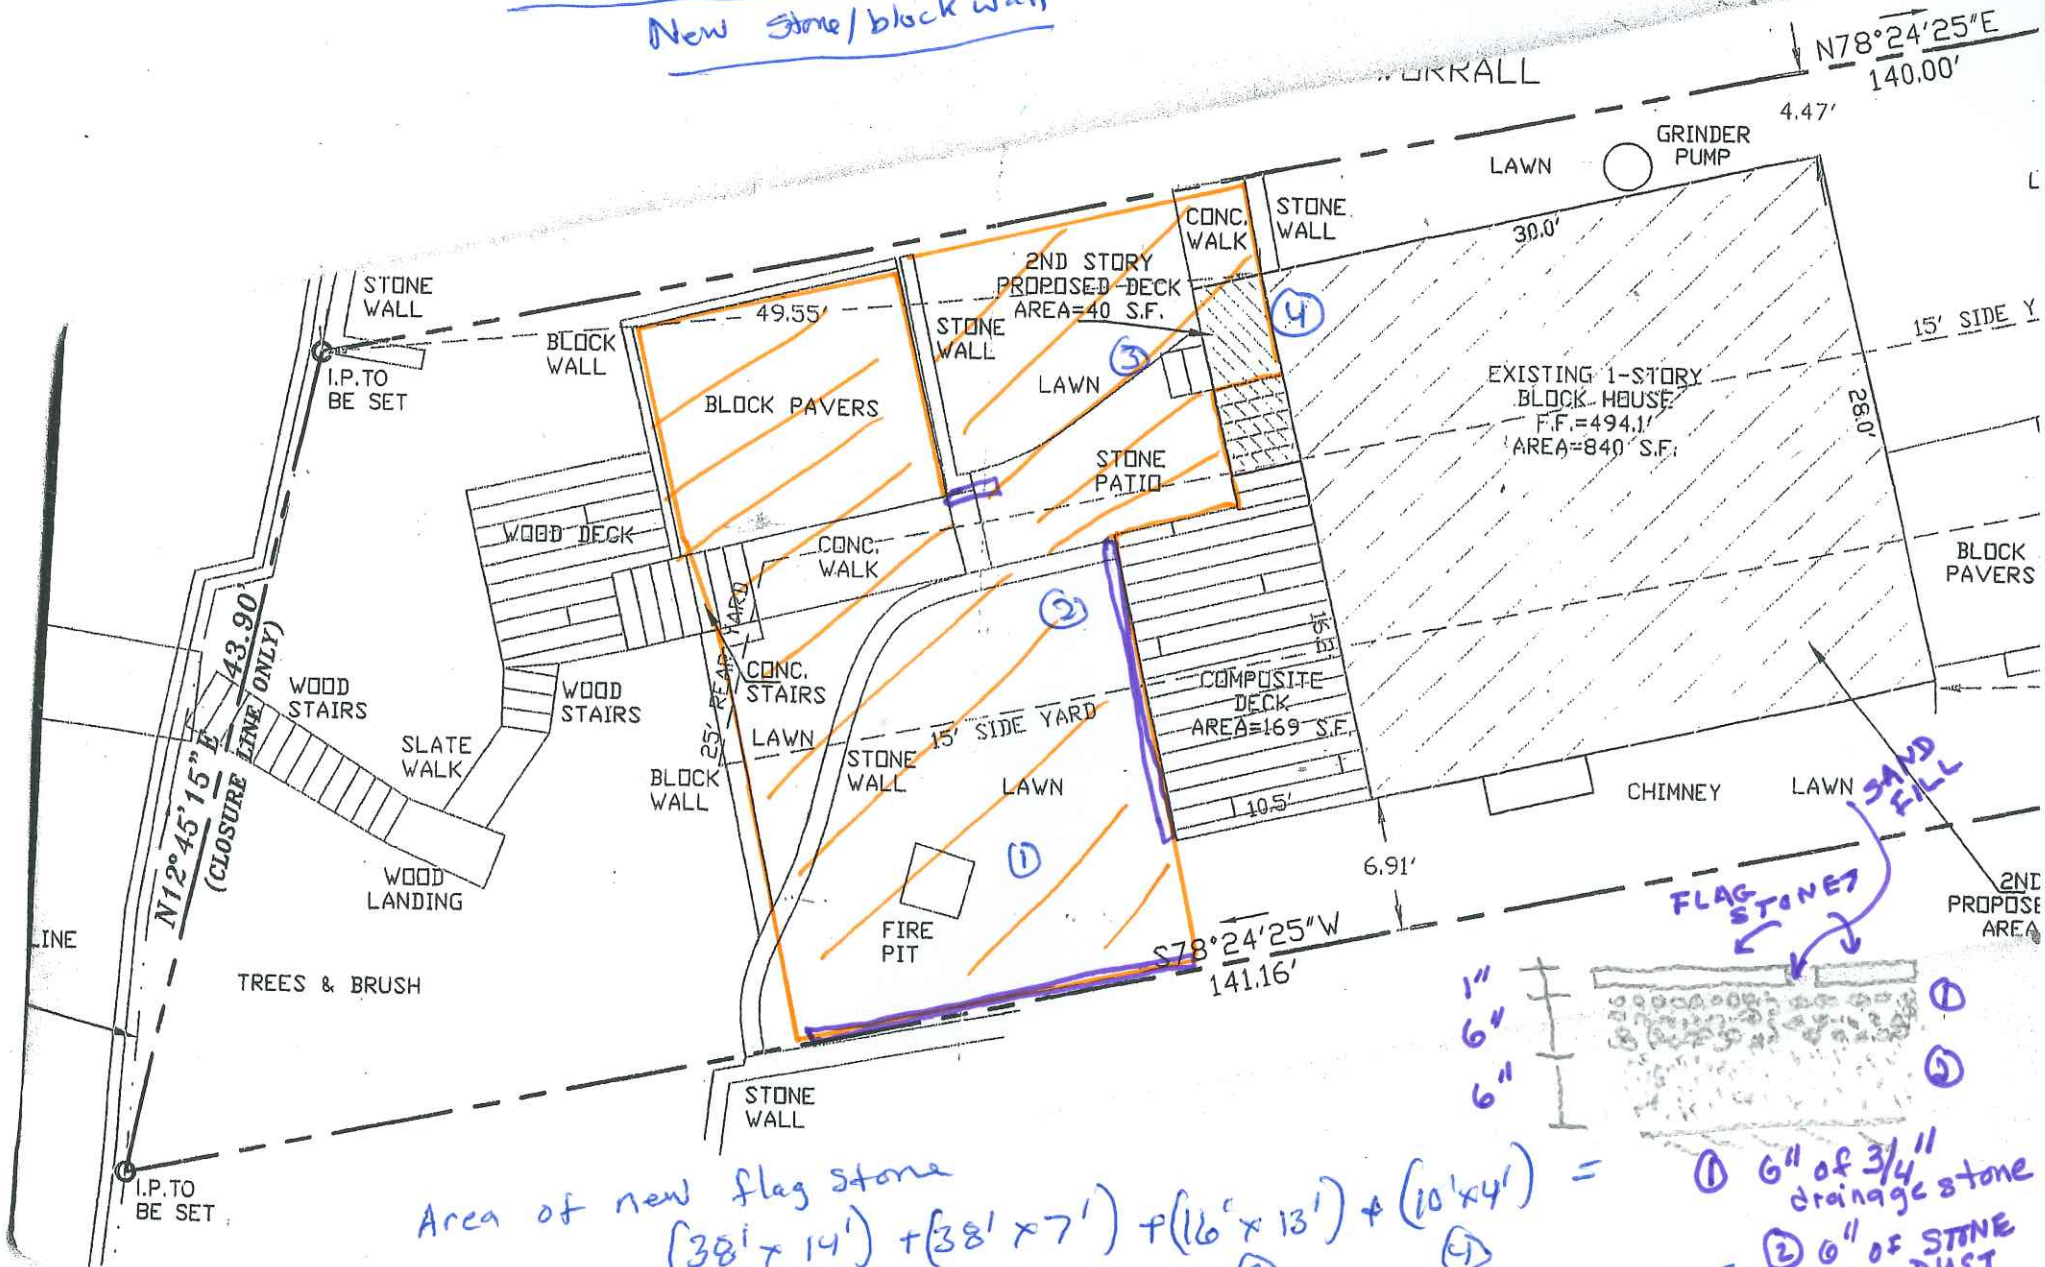 New Stone/block wall
N78°24'25"E
140.00'
4.47'
GRINDER
PUMP
LAWN
CONC.
WALK
STONE
WALL
30.0'
STONE
WALL
2ND STORY
PROPOSED DECK
AREA=40 S.F.
49.55'
STONE
WALL
BLOCK
WALL
④
15' SIDE Y
③
LAWN
I.P. TO
BE SET
BLOCK PAVERS
EXISTING 1-STORY
BLOCK HOUSE
F.F.=494.1'
AREA=840 S.F.
28.0'
STONE
PATIO
WOOD DECK
CONC.
WALK
BLOCK
PAVERS
②
43.90'
N12°45'15"E
(CLOSURE LINE ONLY)
WOOD
STAIRS
WOOD
STAIRS
CONC.
STAIRS
25' REAR YARD
COMPOSITE
DECK
AREA=169 S.F.
15' SIDE YARD
LAWN
SLATE
WALK
STONE
WALL
BLOCK
WALL
LAWN
10.5'
CHIMNEY
LAWN
SAND
FILL
①
6.91'
WOOD
LANDING
FLAG
STONES
2ND
PROPOSE
AREA
FIRE
PIT
S78°24'25"W
141.16'
LINE
TREES & BRUSH
1"
6"
6"
①
②
STONE
WALL
I.P. TO
BE SET
Area of new flag stone
(38' x 14') + (38' x 7') + (16' x 13') + (10' x 4') =
④
① 6" of 3/4"
drainage stone
② 6" OF STONE
DUST